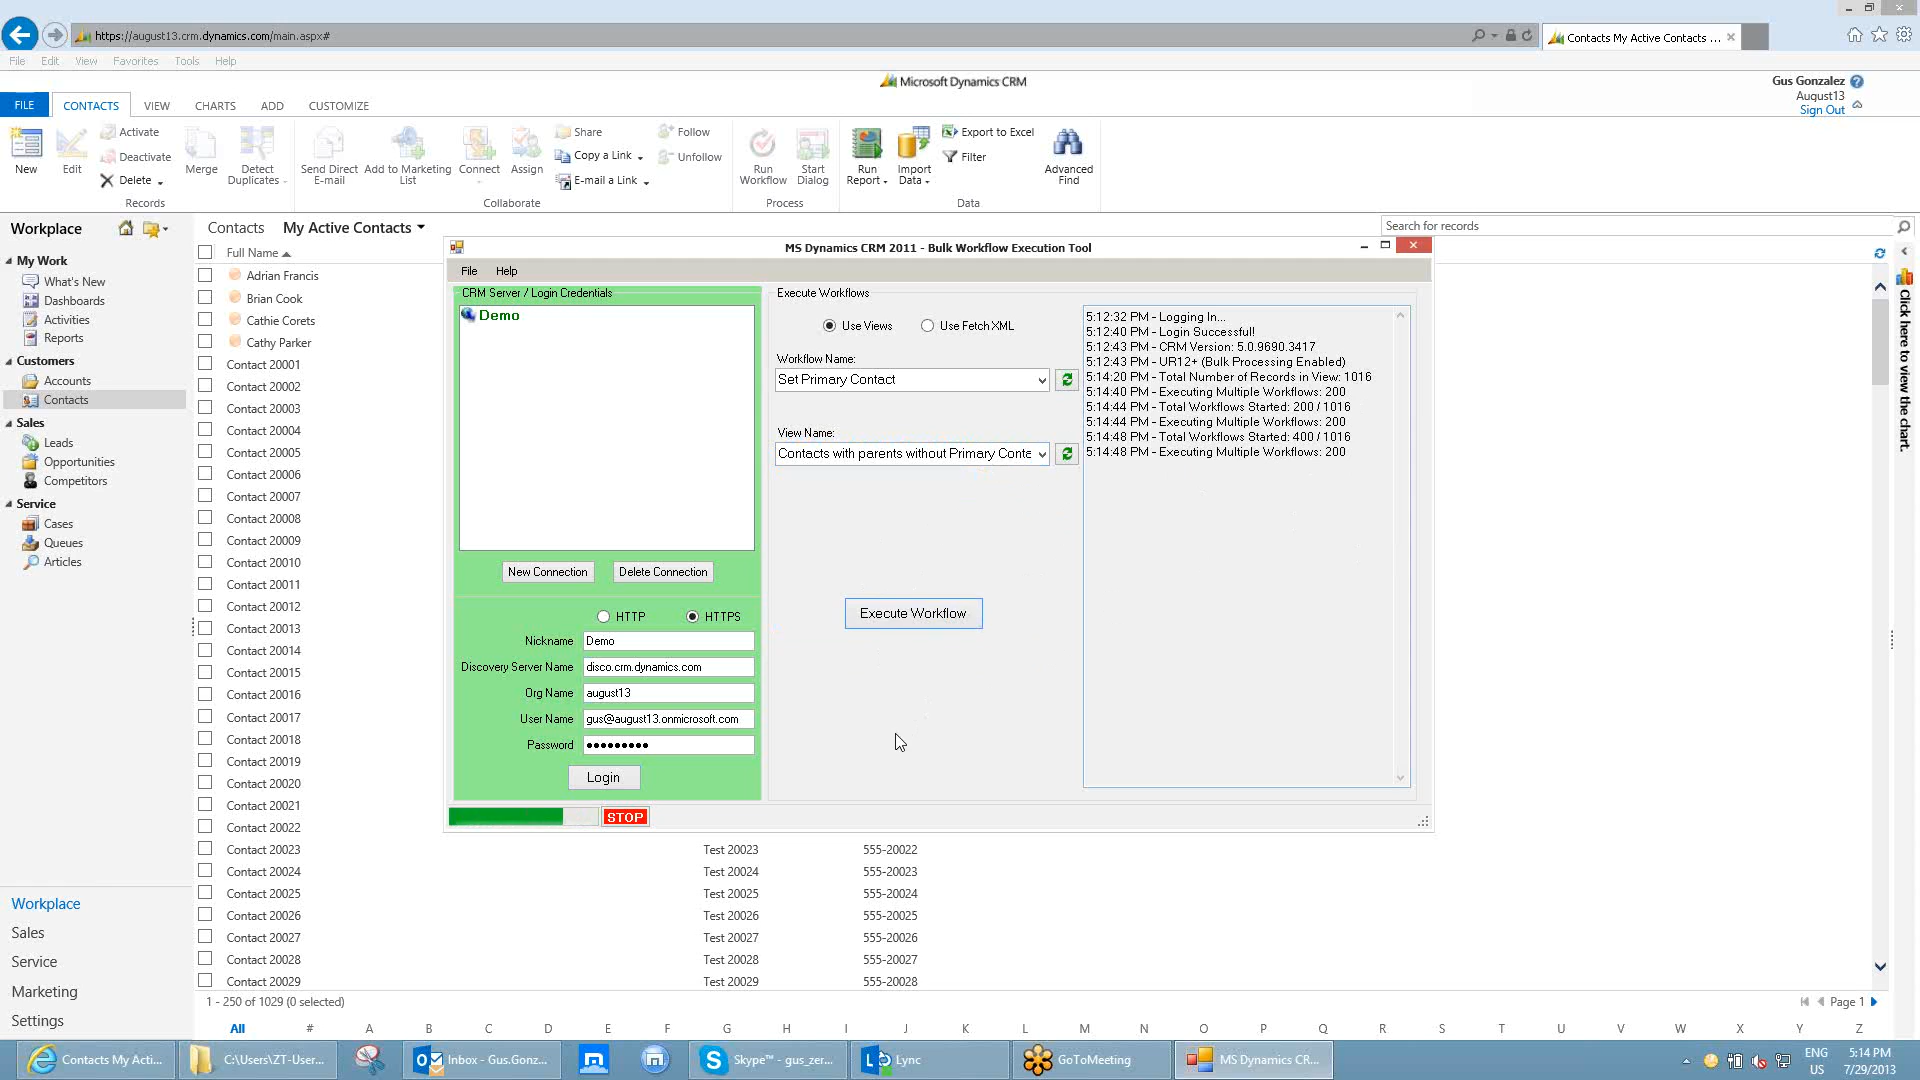 https://august13.crm.dynamics.com/main.aspx#
Contacts My Active Contacts ...
File Edit View Favorites Tools Help
Microsoft Dynamics CRM
Gus Gonzalez
August13
Sign Out
FILE CONTACTS VIEW CHARTS ADD CUSTOMIZE
New
Edit
Activate
Deactivate
Delete
Merge
Detect Duplicates
Records
Send Direct E-mail
Add to Marketing List
Connect
Assign
Share
Copy a Link
E-mail a Link
Collaborate
Follow
Unfollow
Run Workflow
Start Dialog
Process
Run Report
Import Data
Export to Excel
Filter
Advanced Find
Data
Workplace
My Work
What's New
Dashboards
Activities
Reports
Customers
Accounts
Contacts
Sales
Leads
Opportunities
Competitors
Service
Cases
Queues
Articles
Workplace
Sales
Service
Marketing
Settings
Contacts My Active Contacts
Search for records
Full Name
Adrian Francis
Brian Cook
Cathie Corets
Cathy Parker
Contact 20001
Contact 20002
Contact 20003
Contact 20004
Contact 20005
Contact 20006
Contact 20007
Contact 20008
Contact 20009
Contact 20010
Contact 20011
Contact 20012
Contact 20013
Contact 20014
Contact 20015
Contact 20016
Contact 20017
Contact 20018
Contact 20019
Contact 20020
Contact 20021
Contact 20022
Contact 20023 Test 20023 555-20022
Contact 20024 Test 20024 555-20023
Contact 20025 Test 20025 555-20024
Contact 20026 Test 20026 555-20025
Contact 20027 Test 20027 555-20026
Contact 20028 Test 20028 555-20027
Contact 20029 Test 20029 555-20028
1 - 250 of 1029 (0 selected)
Page 1
All # A B C D E F G H I J K L M N O P Q R S T U V W X Y Z
Click here to view the chart.
MS Dynamics CRM 2011 - Bulk Workflow Execution Tool
File Help
CRM Server / Login Credentials
Demo
New Connection Delete Connection
HTTP HTTPS
Nickname Demo
Discovery Server Name disco.crm.dynamics.com
Org Name august13
User Name gus@august13.onmicrosoft.com
Password •••••••••
Login
STOP
Execute Workflows
Use Views Use Fetch XML
Workflow Name:
Set Primary Contact
View Name:
Contacts with parents without Primary Conta
Execute Workflow
5:12:32 PM - Logging In...
5:12:40 PM - Login Successful!
5:12:43 PM - CRM Version: 5.0.9690.3417
5:12:43 PM - UR12+ (Bulk Processing Enabled)
5:14:20 PM - Total Number of Records in View: 1016
5:14:40 PM - Executing Multiple Workflows: 200
5:14:44 PM - Total Workflows Started: 200 / 1016
5:14:44 PM - Executing Multiple Workflows: 200
5:14:48 PM - Total Workflows Started: 400 / 1016
5:14:48 PM - Executing Multiple Workflows: 200
Contacts My Acti...
C:\Users\ZT-User...
Inbox - Gus.Gonz...
Skype™ - gus_zer...
Lync
GoToMeeting
MS Dynamics CR...
ENG
US
5:14 PM
7/29/2013